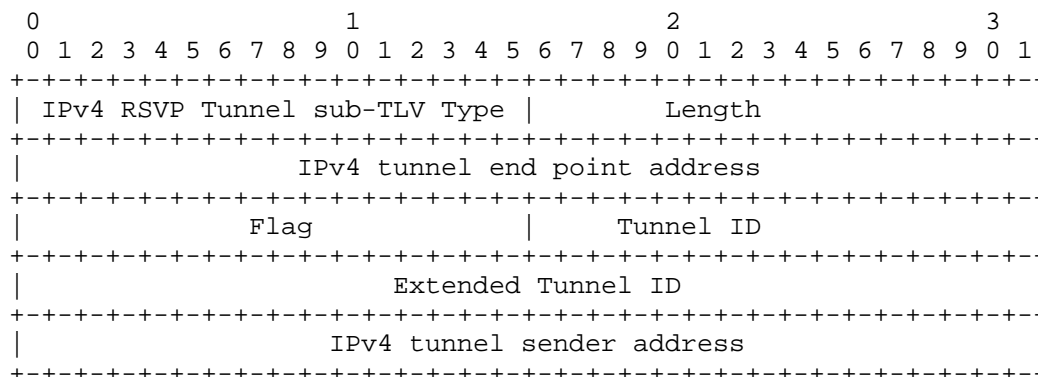 0                   1                   2                   3
 0 1 2 3 4 5 6 7 8 9 0 1 2 3 4 5 6 7 8 9 0 1 2 3 4 5 6 7 8 9 0 1
+-+-+-+-+-+-+-+-+-+-+-+-+-+-+-+-+-+-+-+-+-+-+-+-+-+-+-+-+-+-+-+--
| IPv4 RSVP Tunnel sub-TLV Type |        Length
+-+-+-+-+-+-+-+-+-+-+-+-+-+-+-+-+-+-+-+-+-+-+-+-+-+-+-+-+-+-+-+--
|                 IPv4 tunnel end point address
+-+-+-+-+-+-+-+-+-+-+-+-+-+-+-+-+-+-+-+-+-+-+-+-+-+-+-+-+-+-+-+--
|              Flag             |     Tunnel ID
+-+-+-+-+-+-+-+-+-+-+-+-+-+-+-+-+-+-+-+-+-+-+-+-+-+-+-+-+-+-+-+--
|                       Extended Tunnel ID
+-+-+-+-+-+-+-+-+-+-+-+-+-+-+-+-+-+-+-+-+-+-+-+-+-+-+-+-+-+-+-+--
|                   IPv4 tunnel sender address
+-+-+-+-+-+-+-+-+-+-+-+-+-+-+-+-+-+-+-+-+-+-+-+-+-+-+-+-+-+-+-+--